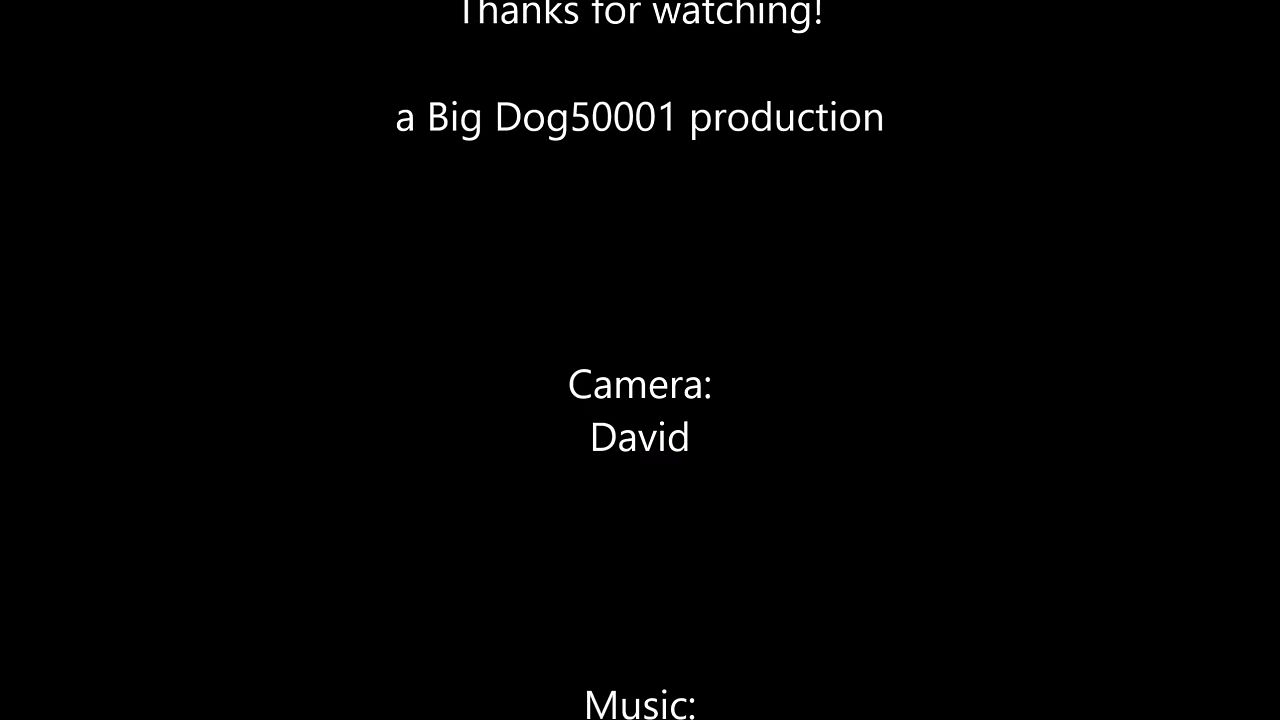 Thanks for watching!
a Big Dog50001 production
Camera:
David
Music: